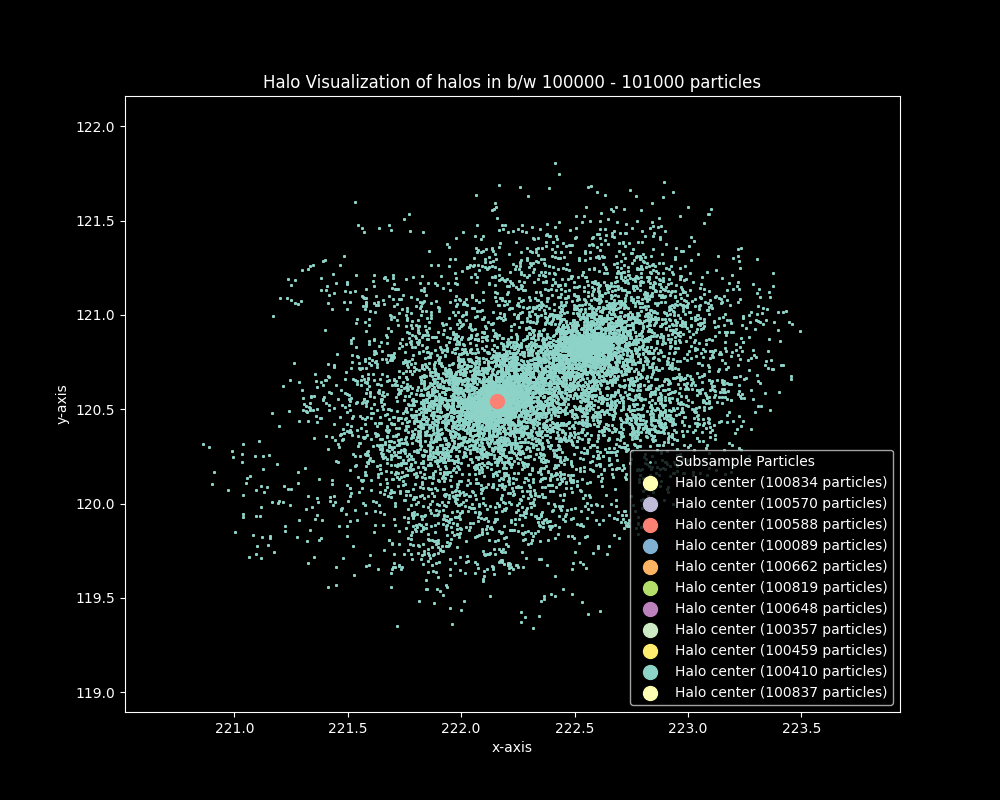 Halo Visualization of halos in b/w 100000 - 101000 particles
122.0
121.5
121.0
120.5
120.0
119.5
119.0
y-axis
221.0
221.5
222.0
222.5
223.0
223.5
x-axis
Subsample Particles
Halo center (100834 particles)
Halo center (100570 particles)
Halo center (100588 particles)
Halo center (100089 particles)
Halo center (100662 particles)
Halo center (100819 particles)
Halo center (100648 particles)
Halo center (100357 particles)
Halo center (100459 particles)
Halo center (100410 particles)
Halo center (100837 particles)